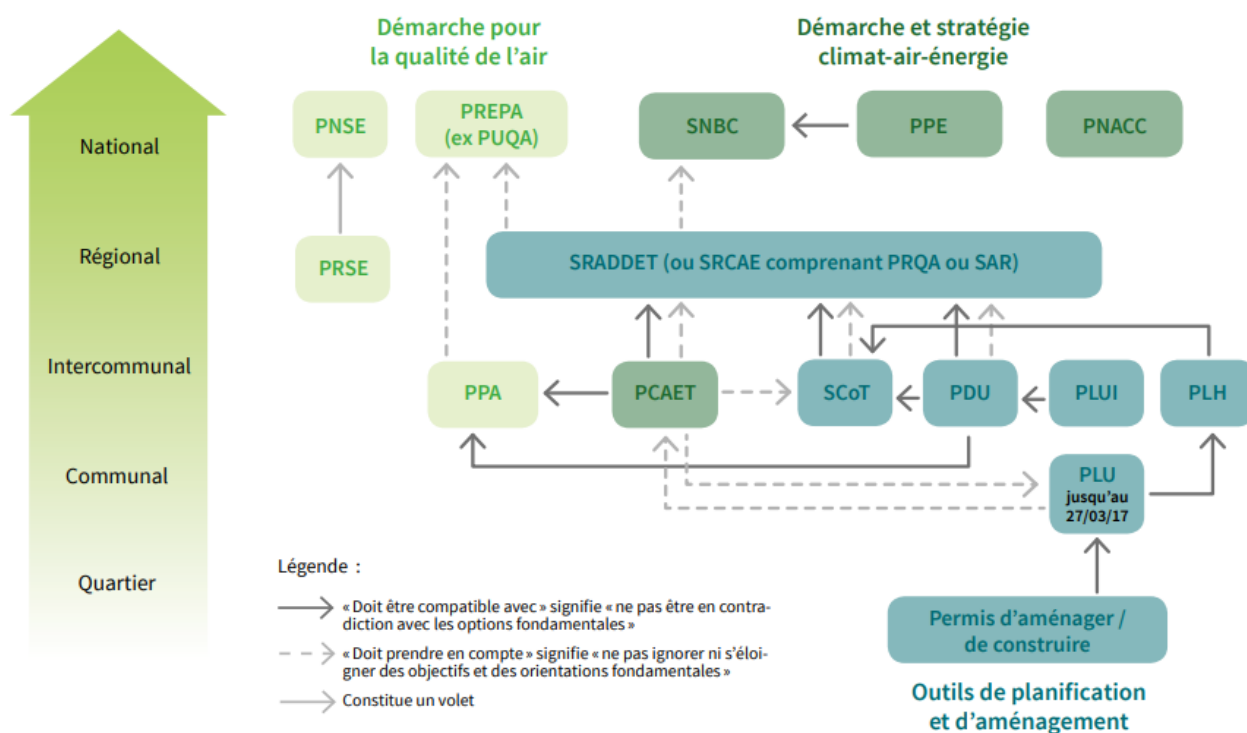 Démarche pour
la qualité de l’air
Démarche et stratégie
climat-air-énergie
National
PNSE
PREPA
(ex PUQA)
SNBC
PPE
PNACC
Régional
PRSE
SRADDET (ou SRCAE comprenant PRQA ou SAR)
Intercommunal
PPA
PCAET
SCoT
PDU
PLUI
PLH
Communal
PLU
jusqu’au
27/03/17
Quartier
Permis d’aménager /
de construire
Outils de planification
et d’aménagement
Légende :
« Doit être compatible avec » signifie « ne pas être en contra-
diction avec les options fondamentales »
« Doit prendre en compte » signifie « ne pas ignorer ni s’éloi-
gner des objectifs et des orientations fondamentales »
Constitue un volet